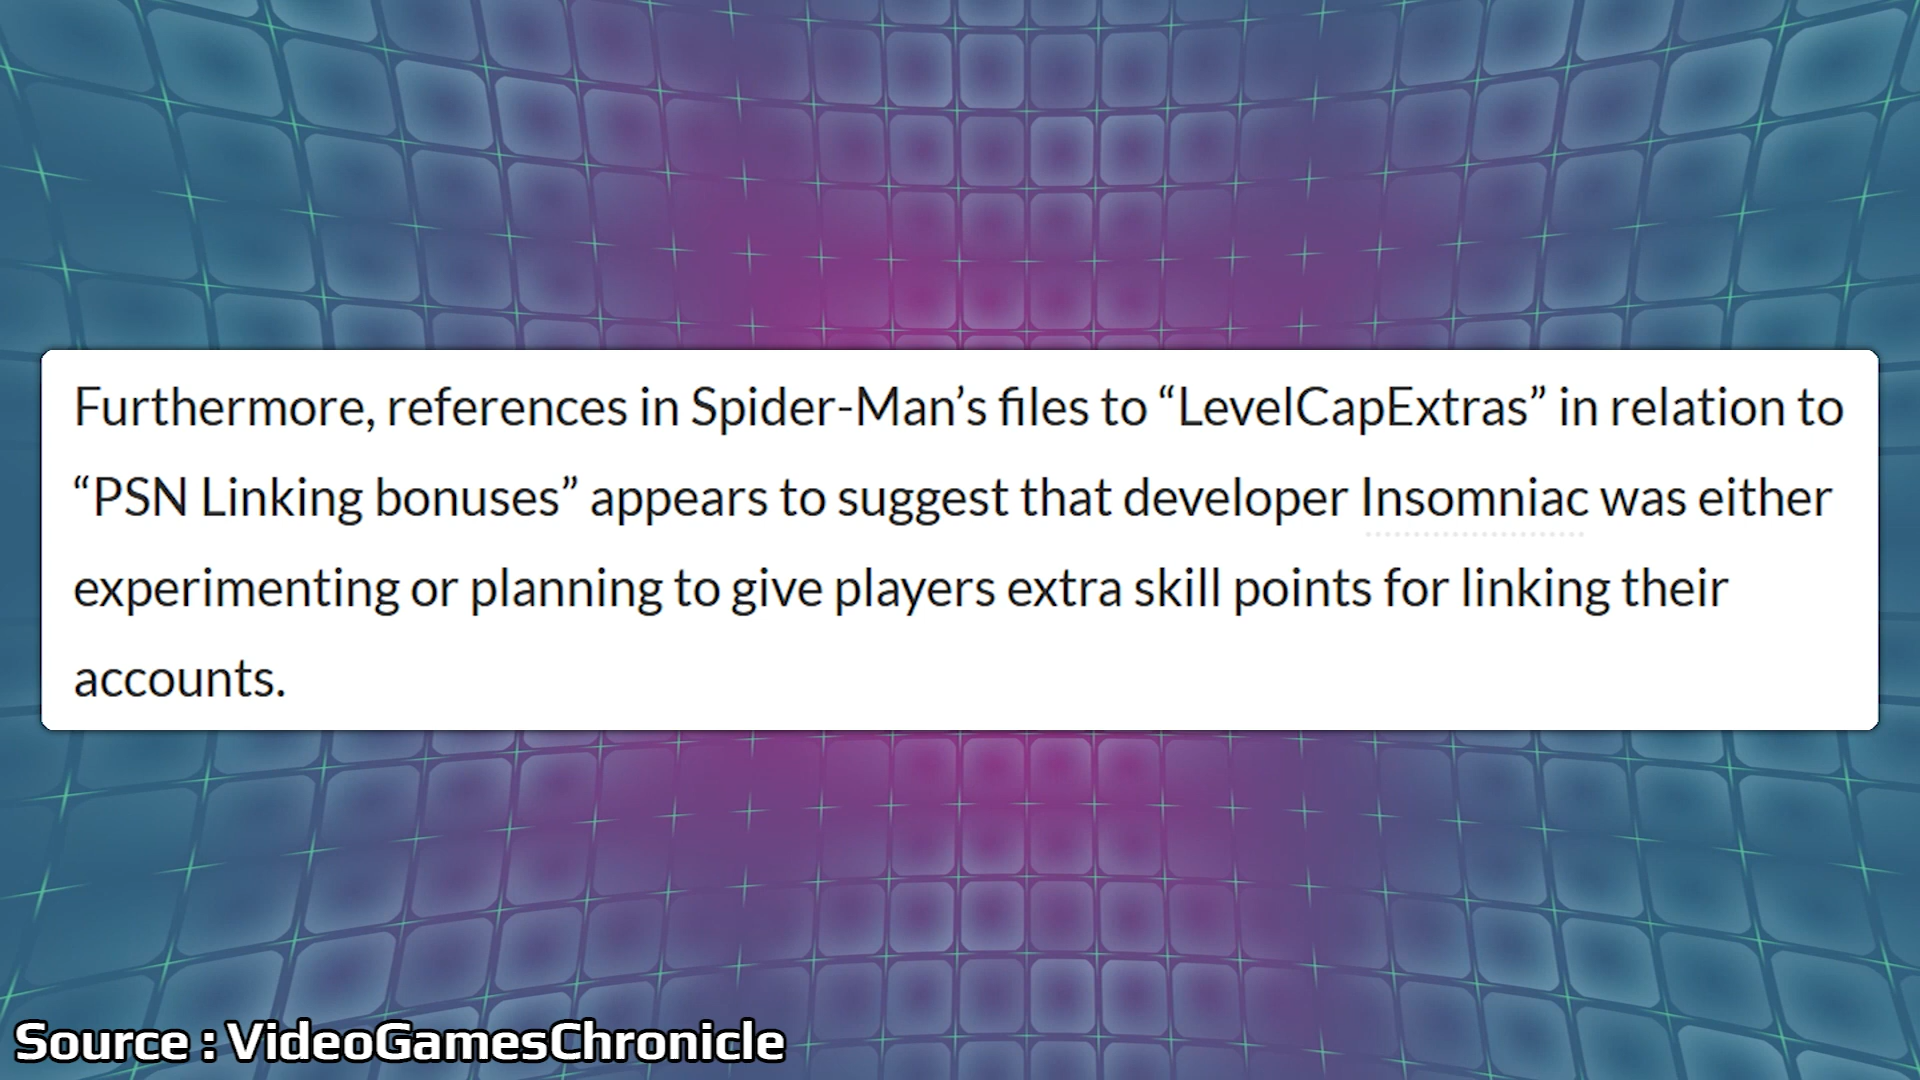 Furthermore, references in Spider-Man’s files to “LevelCapExtras” in relation to
“PSN Linking bonuses” appears to suggest that developer Insomniac was either
experimenting or planning to give players extra skill points for linking their
accounts.
Source : VideoGamesChronicle